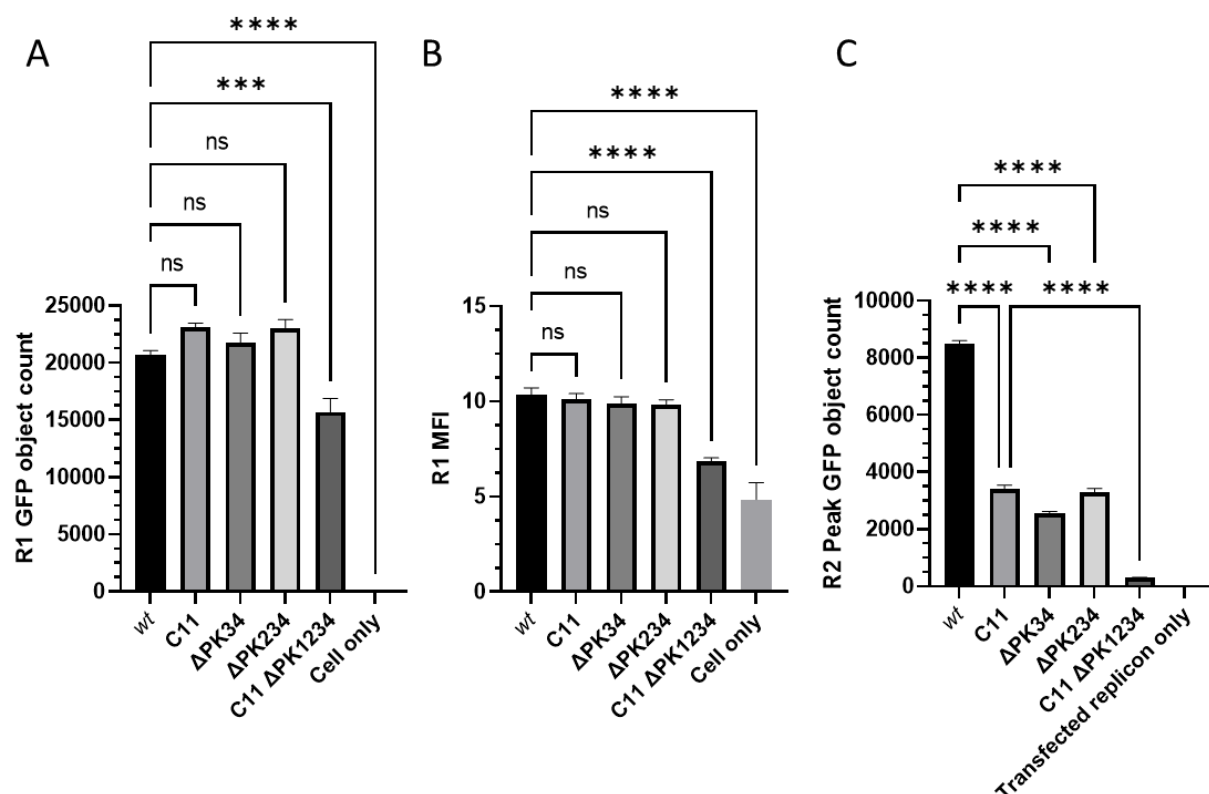 A
****
***
ns
ns
ns
R1 GFP object count
25000
20000
15000
10000
5000
0
wt
C11
ΔPK34
ΔPK234
C11 ΔPK1234
Cell only
B
****
****
ns
ns
ns
R1 MFI
15
10
5
0
wt
C11
ΔPK34
ΔPK234
C11 ΔPK1234
Cell only
C
****
****
**** ****
R2 Peak GFP object count
10000
8000
6000
4000
2000
0
wt
C11
ΔPK34
ΔPK234
C11 ΔPK1234
Transfected replicon only